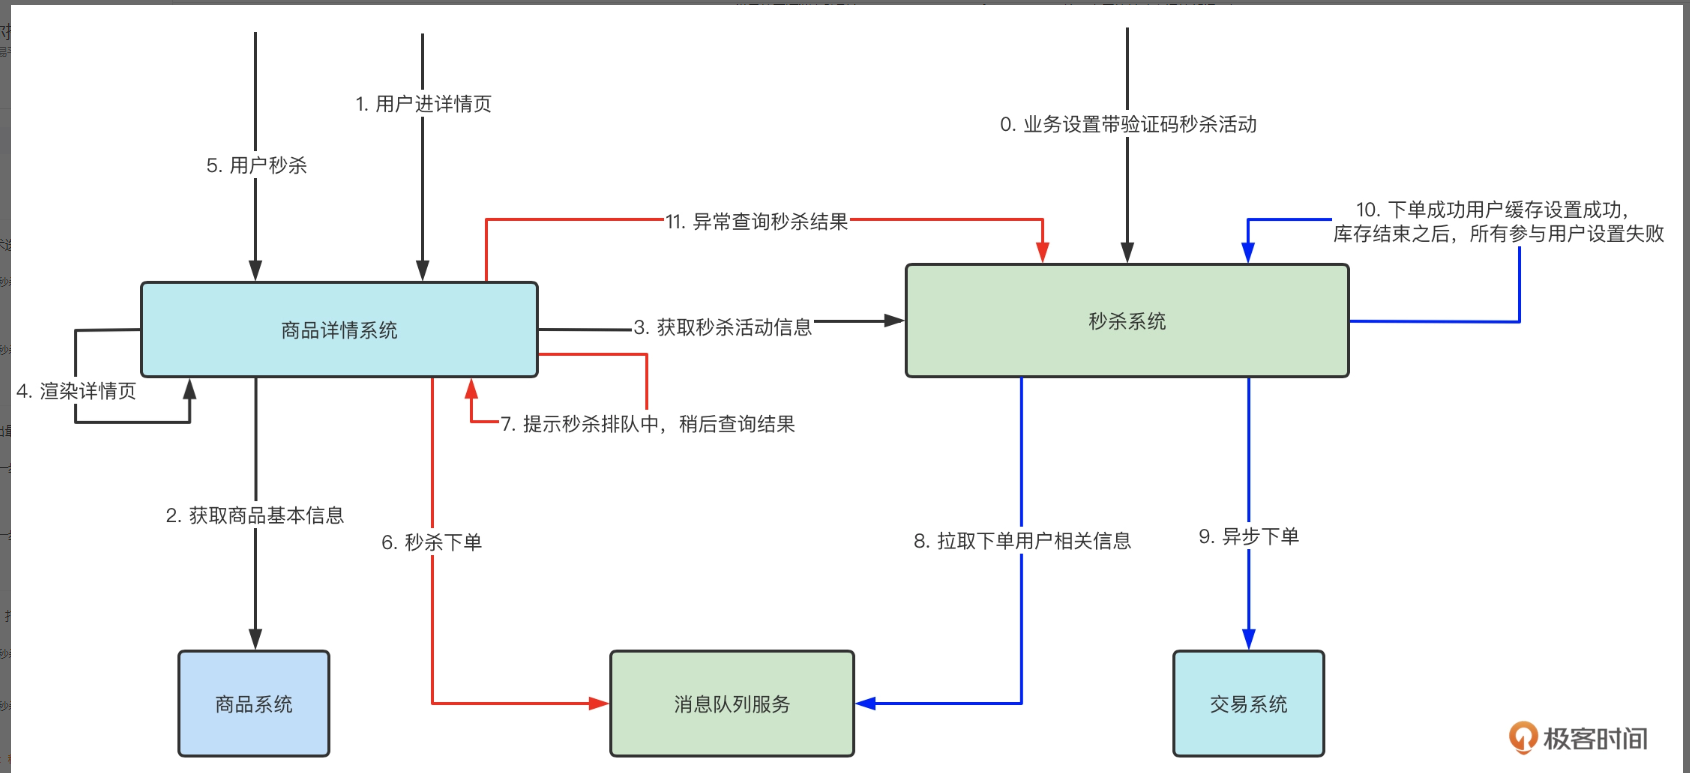 1. 用户进详情页
0. 业务设置带验证码秒杀活动
5. 用户秒杀
11. 异常查询秒杀结果
10. 下单成功用户缓存设置成功，
库存结束之后，所有参与用户设置失败
商品详情系统
3. 获取秒杀活动信息
秒杀系统
4. 渲染详情页
7. 提示秒杀排队中，稍后查询结果
2. 获取商品基本信息
6. 秒杀下单
8. 拉取下单用户相关信息
9. 异步下单
商品系统
消息队列服务
交易系统
极客时间